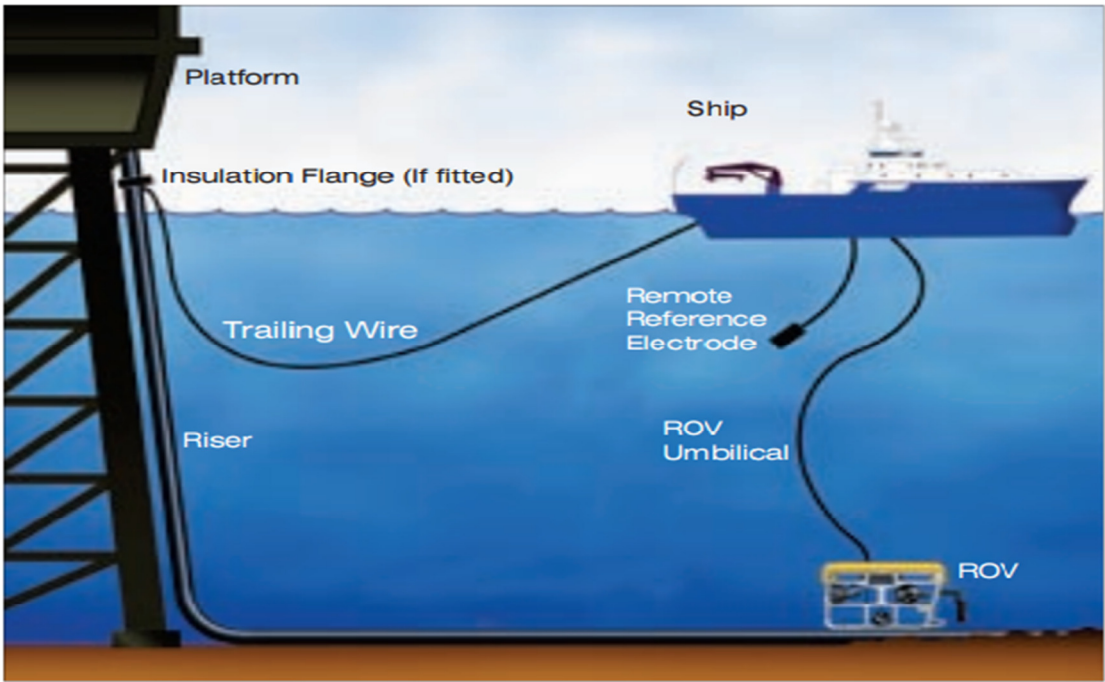 Platform
Ship
Insulation Flange (If fitted)
Remote
Reference
Electrode
Trailing Wire
Riser
ROV
Umbilical
ROV